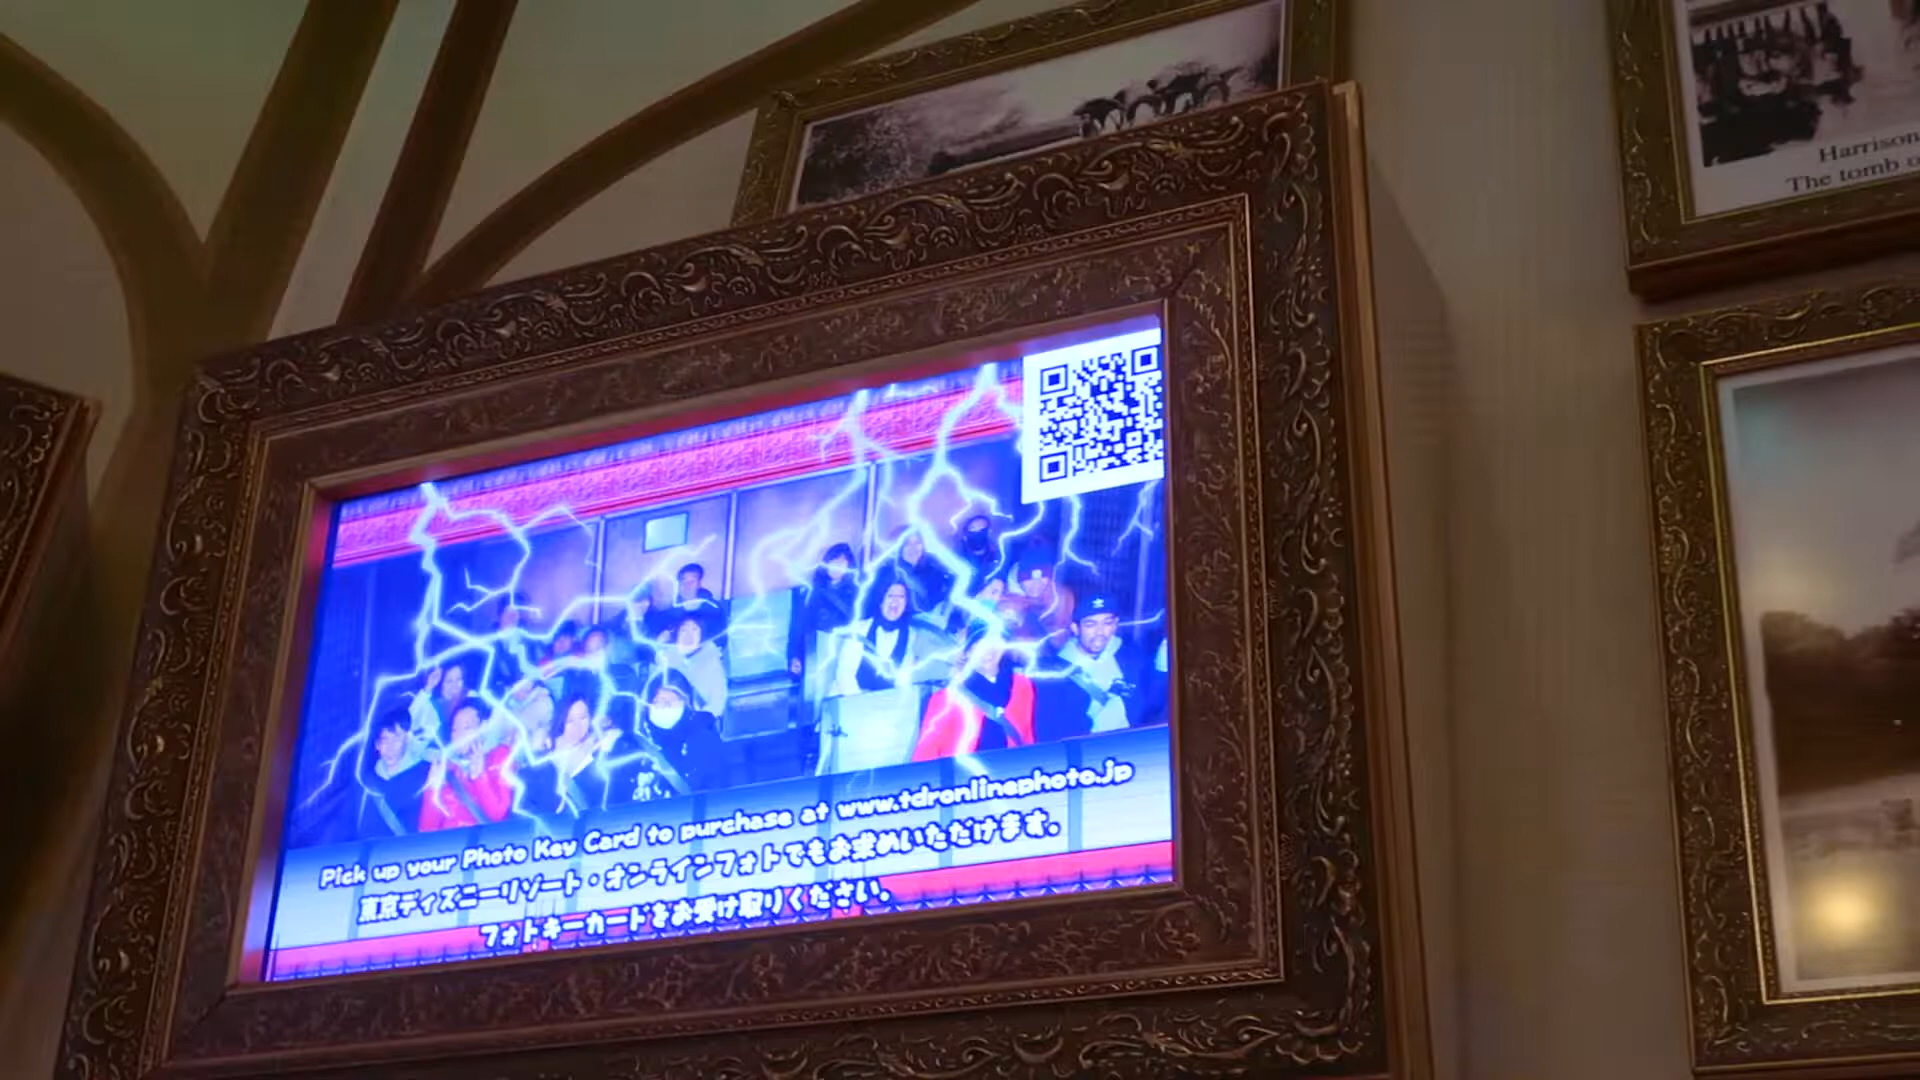 Harrison
The tomb o
Pick up your Photo Key Card to purchase at www.tdronlinephoto.jp
東京ディズニーリゾート・オンラインフォトでもお求めいただけます。
フォトキーカードをお受け取りください。